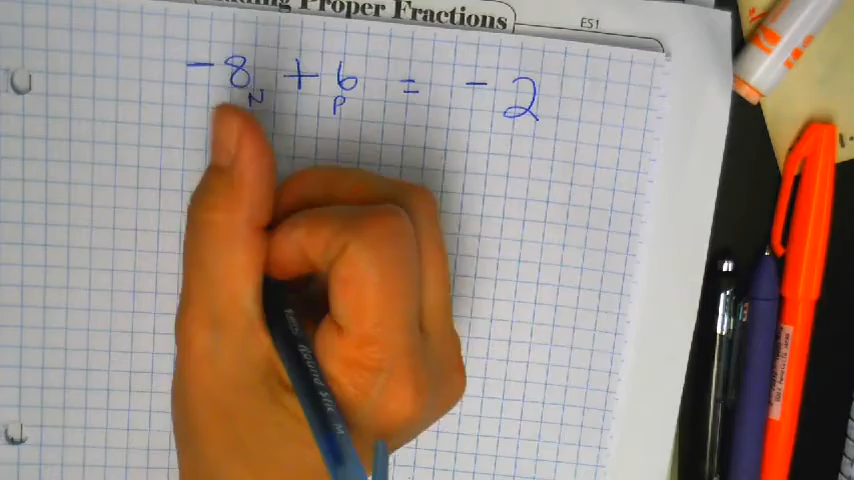 Proper Fractions
ES1
-8 + 6 = -2
N P